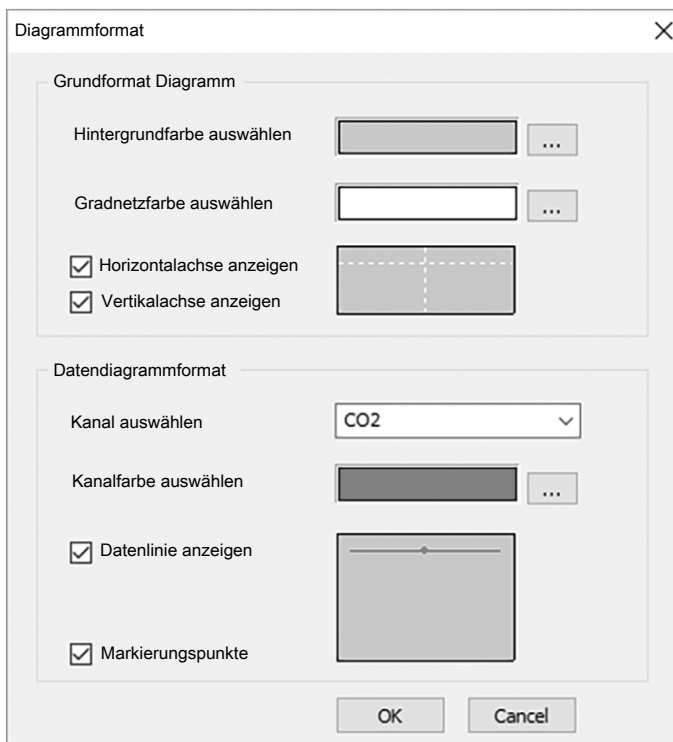 Diagrammformat
Grundformat Diagramm
Hintergrundfarbe auswählen
...
Gradnetzfarbe auswählen
...
Horizontalachse anzeigen
Vertikalachse anzeigen
Datendiagrammformat
Kanal auswählen
CO2
Kanalfarbe auswählen
...
Datenlinie anzeigen
Markierungspunkte
OK
Cancel